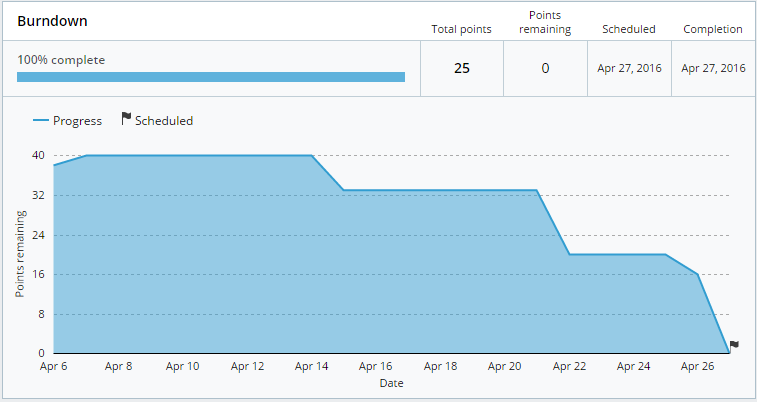 Burndown
Total points
Points
remaining
Scheduled
Completion
100% complete
25
0
Apr 27, 2016
Apr 27, 2016
Progress
Scheduled
40
32
24
16
8
0
Points remaining
Apr 6 Apr 8 Apr 10 Apr 12 Apr 14 Apr 16 Apr 18 Apr 20 Apr 22 Apr 24 Apr 26
Date